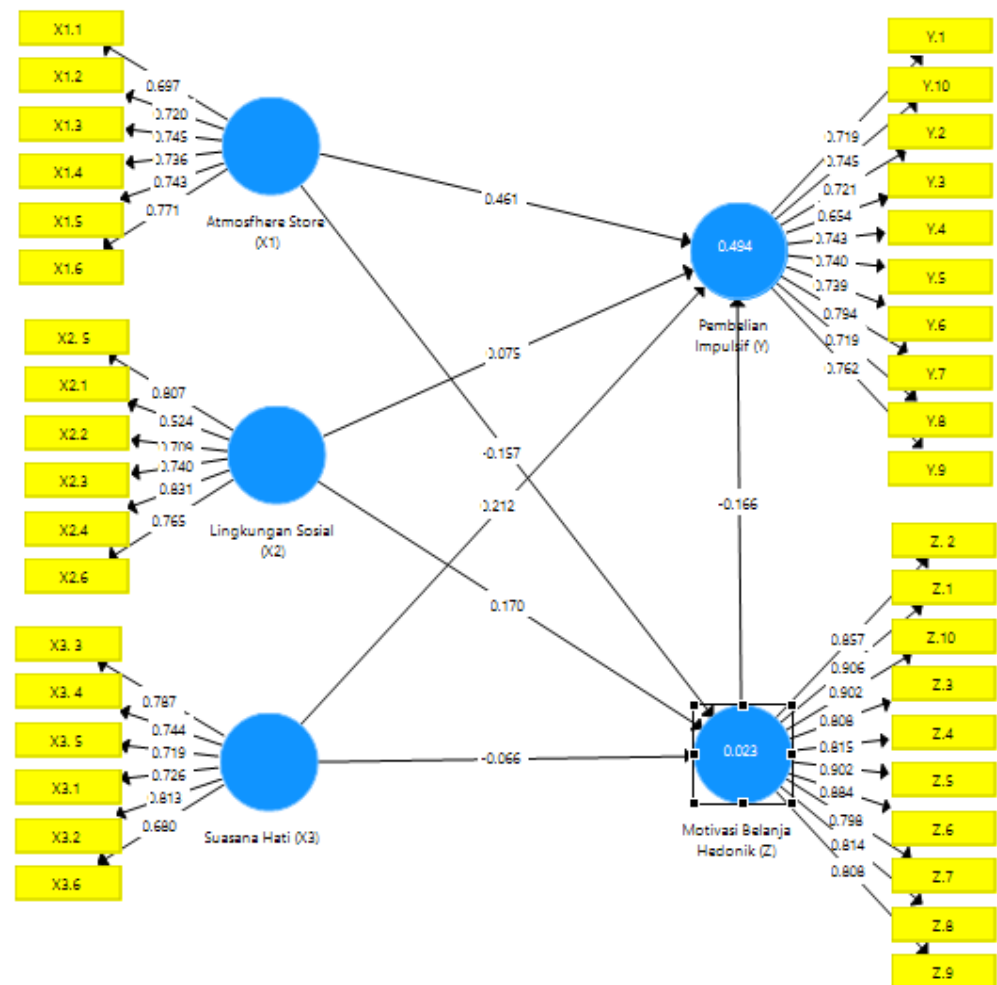 X1.1
X1.2
X1.3
X1.4
X1.5
X1.6
0.697
0.720
0.745
0.736
0.743
0.771
Atmosfhere Store
(X1)
X2. 5
X2.1
X2.2
X2.3
X2.4
X2.6
0.807
0.524
0.709
0.740
0.831
0.765
Lingkungan Sosial
(X2)
X3. 3
X3. 4
X3. 5
X3.1
X3.2
X3.6
0.787
0.744
0.719
0.726
0.813
0.680
Suasana Hati (X3)
0.461
0.075
-0.157
0.212
0.170
-0.066
-0.166
0.494
Pembelian
Impulsif (Y)
0.719
0.745
0.721
0.654
0.743
0.740
0.739
0.794
0.719
0.762
Y.1
Y.10
Y.2
Y.3
Y.4
Y.5
Y.6
Y.7
Y.8
Y.9
0.023
Motivasi Belanja
Hedonik (Z)
0.857
0.906
0.902
0.808
0.815
0.902
0.884
0.798
0.814
0.808
Z. 2
Z.1
Z.10
Z.3
Z.4
Z.5
Z.6
Z.7
Z.8
Z.9